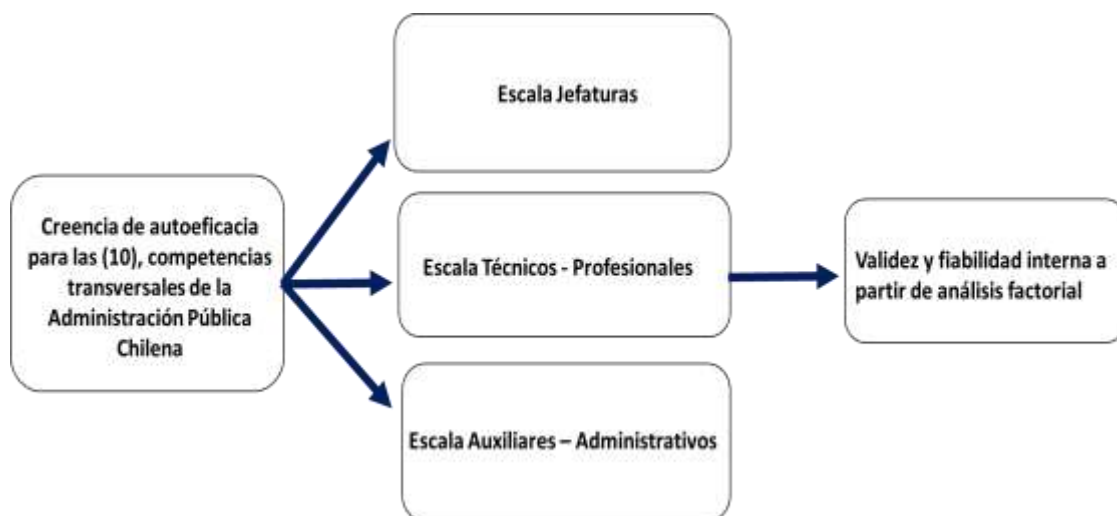 Escala Jefaturas
Creencia de autoeficacia
para las (10), competencias
transversales de la
Administración Pública
Chilena
Escala Técnicos - Profesionales
Validez y fiabilidad interna a
partir de análisis factorial
Escala Auxiliares – Administrativos